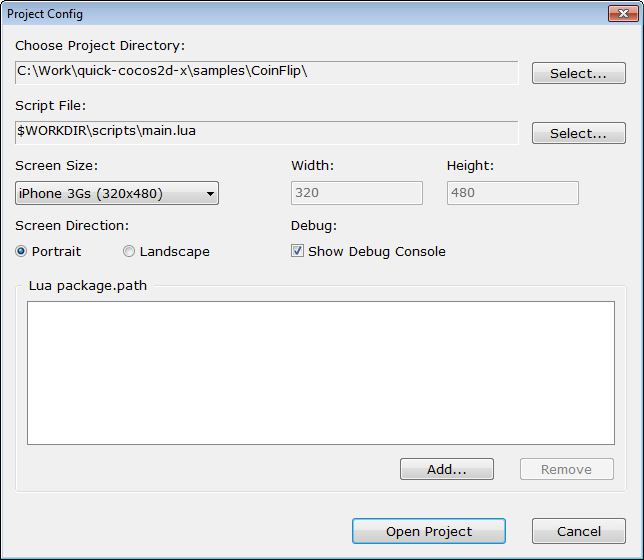 Project Config
Choose Project Directory:
C:\Work\quick-cocos2d-x\samples\CoinFlip\
Select...
Script File:
$WORKDIR\scripts\main.lua
Select...
Screen Size: Width: Height:
iPhone 3Gs (320x480) 320 480
Screen Direction: Debug:
Portrait Landscape Show Debug Console
Lua package.path
Add... Remove
Open Project Cancel